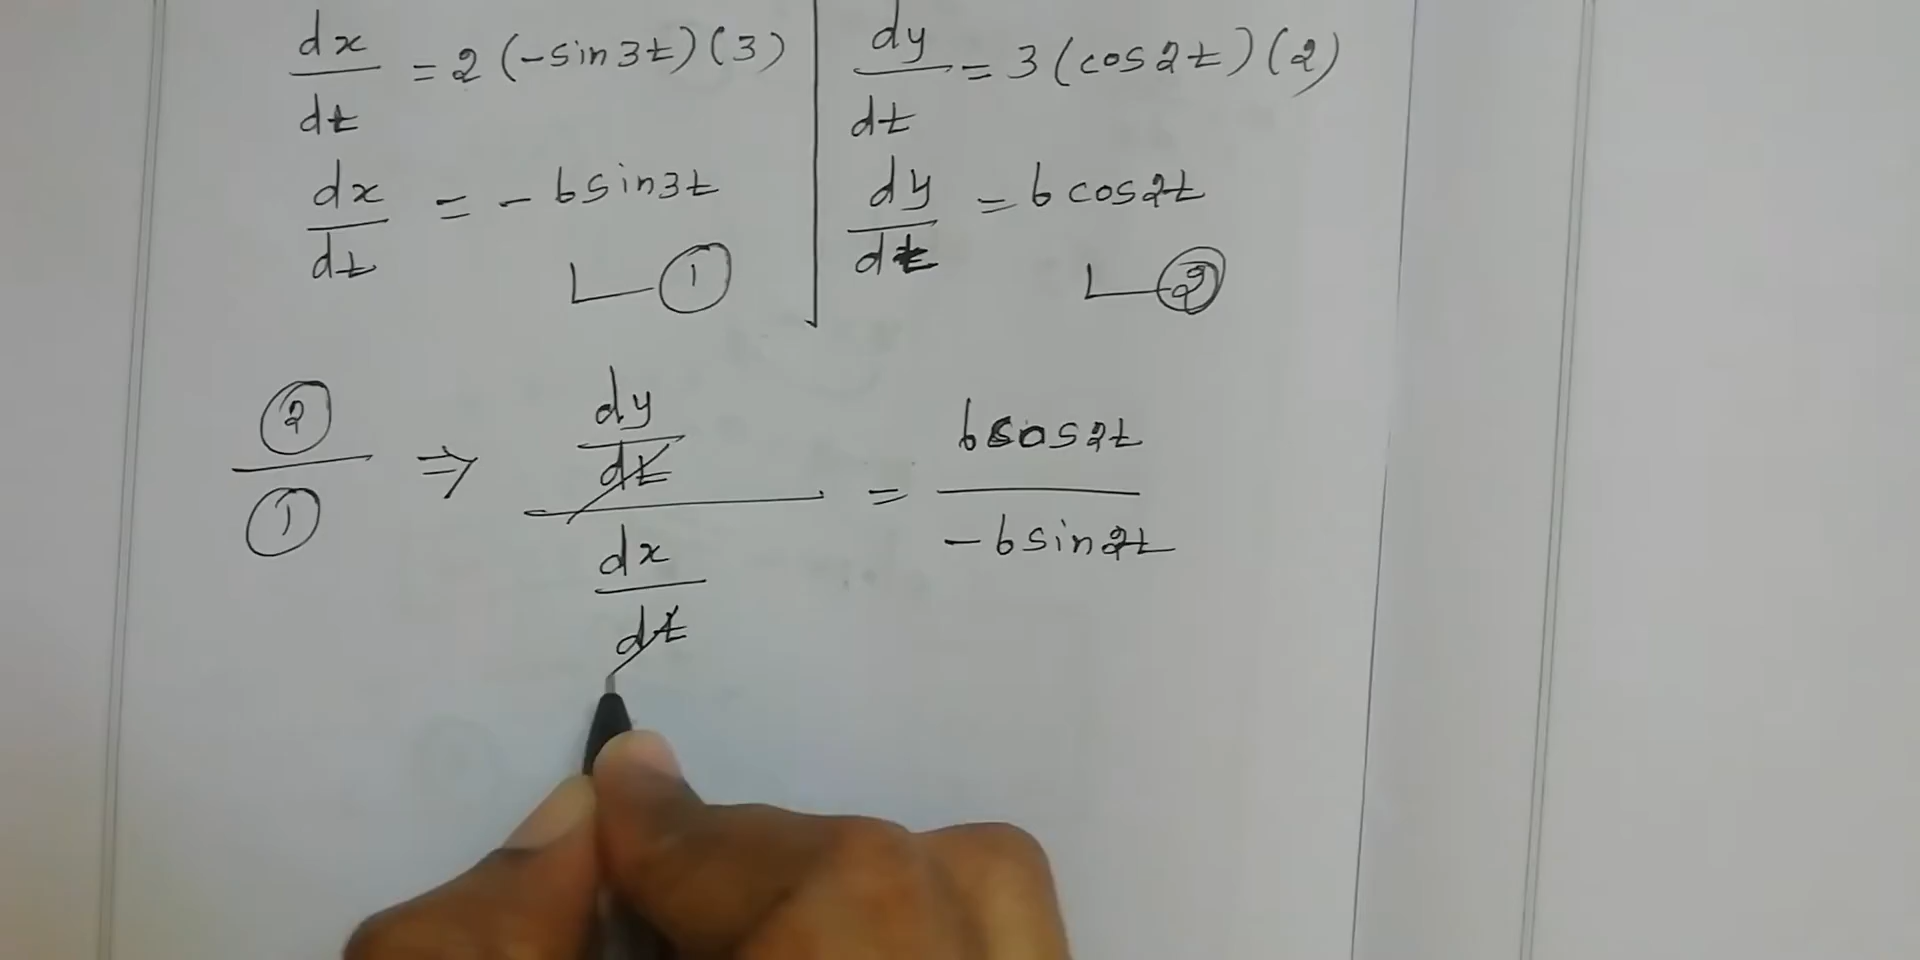 dx/dt = 2(-sin3t)(3)
dx/dt = -6sin3t
①
dy/dt = 3(cos2t)(2)
dy/dt = 6cos2t
②
②/① ⇒ (dy/dt)/(dx/dt) = 6cos2t/-6sin2t